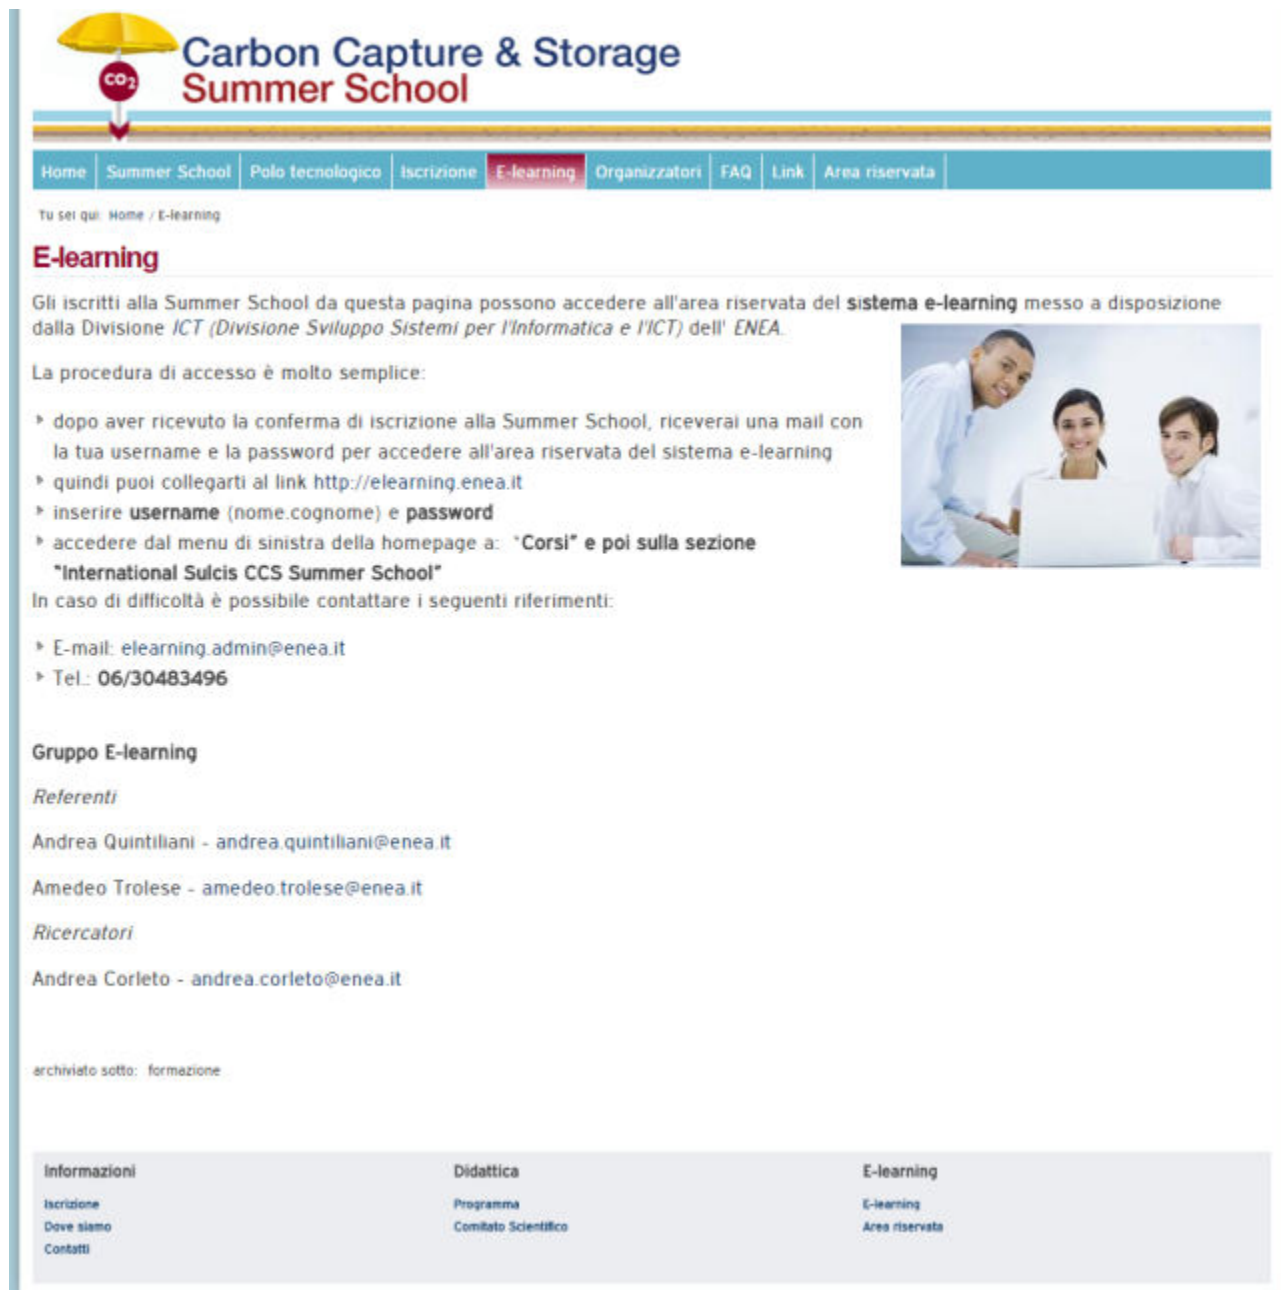 Carbon Capture & Storage
Summer School
CO2
Home Summer School Polo tecnologico Iscrizione E-learning Organizzatori FAQ Link Area riservata
Tu sei qui: Home / E-learning
E-learning
Gli iscritti alla Summer School da questa pagina possono accedere all'area riservata del sistema e-learning messo a disposizione
dalla Divisione ICT (Divisione Sviluppo Sistemi per l'Informatica e l'ICT) dell' ENEA.
La procedura di accesso è molto semplice:
dopo aver ricevuto la conferma di iscrizione alla Summer School, riceverai una mail con
la tua username e la password per accedere all'area riservata del sistema e-learning
quindi puoi collegarti al link http://elearning.enea.it
inserire username (nome.cognome) e password
accedere dal menu di sinistra della homepage a: “Corsi” e poi sulla sezione
“International Sulcis CCS Summer School”
In caso di difficoltà è possibile contattare i seguenti riferimenti:
E-mail: elearning.admin@enea.it
Tel.: 06/30483496
Gruppo E-learning
Referenti
Andrea Quintiliani - andrea.quintiliani@enea.it
Amedeo Trolese - amedeo.trolese@enea.it
Ricercatori
Andrea Corleto - andrea.corleto@enea.it
archiviato sotto: formazione
Informazioni Didattica E-learning
Iscrizione Programma E-learning
Dove siamo Comitato Scientifico Area riservata
Contatti